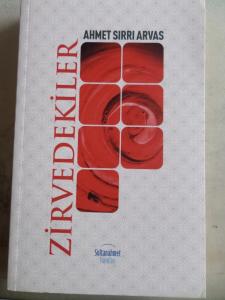 AHMET SIRRI ARVAS
ZİRVEDEKİLER
Sultanahmet